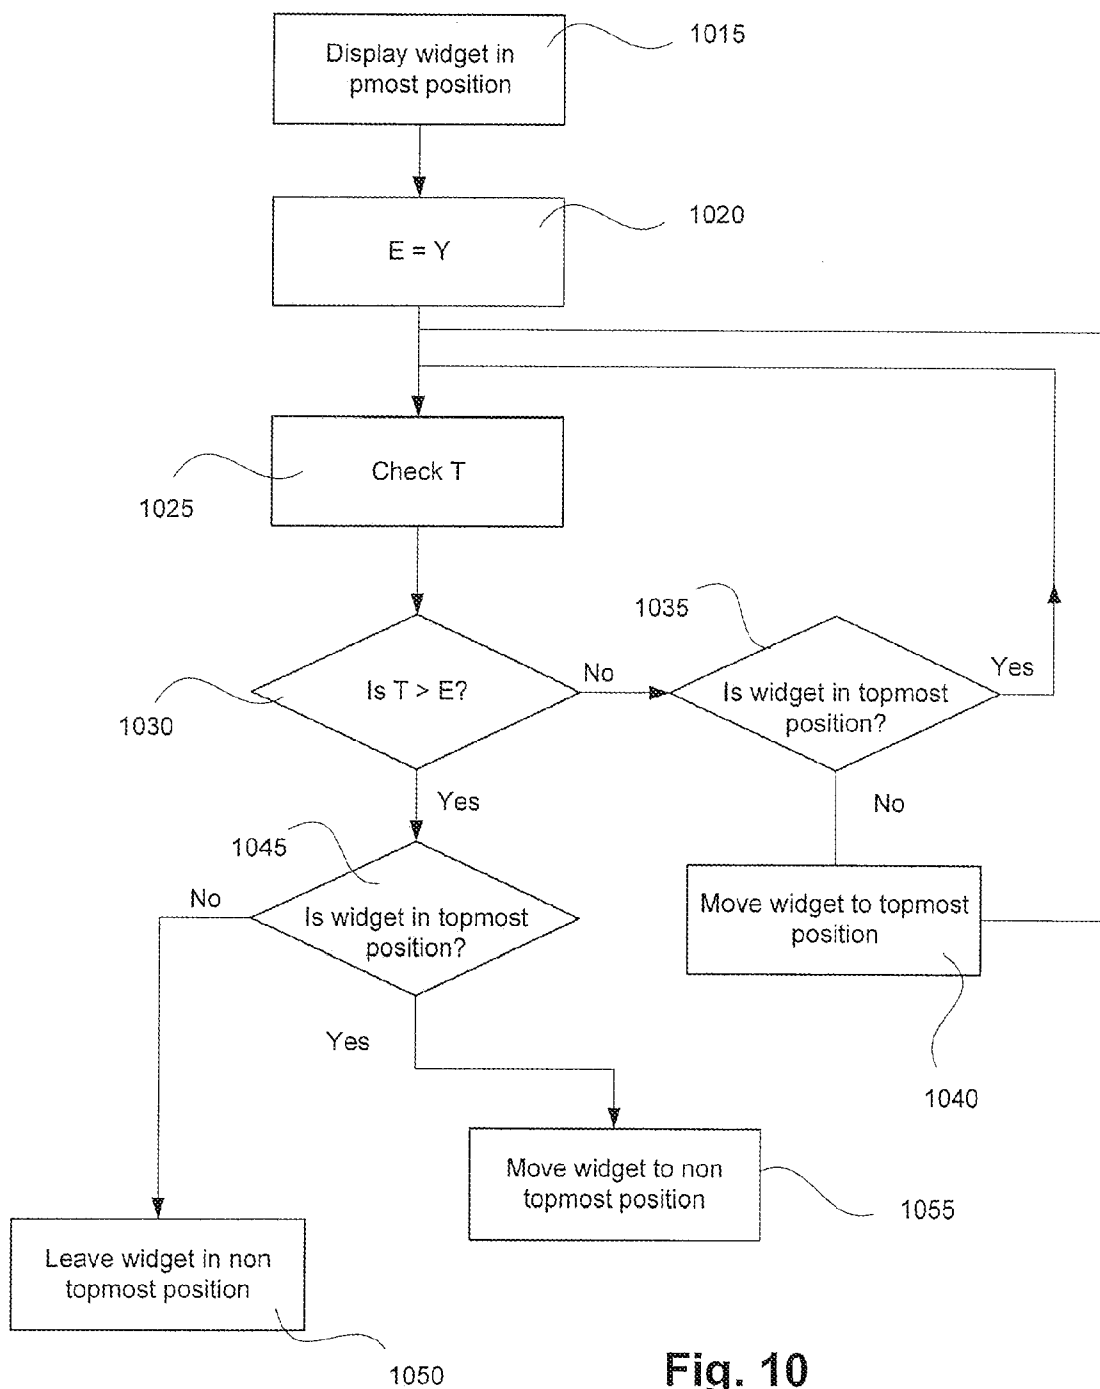 1015
Display widget in
pmost position
1020
E = Y
Check T
1025
1035
Is T > E?
No
Is widget in topmost
position?
Yes
1030
Yes
No
1045
No
Is widget in topmost
position?
Move widget to topmost
position
Yes
1040
Move widget to non
topmost position
1055
Leave widget in non
topmost position
1050
Fig. 10